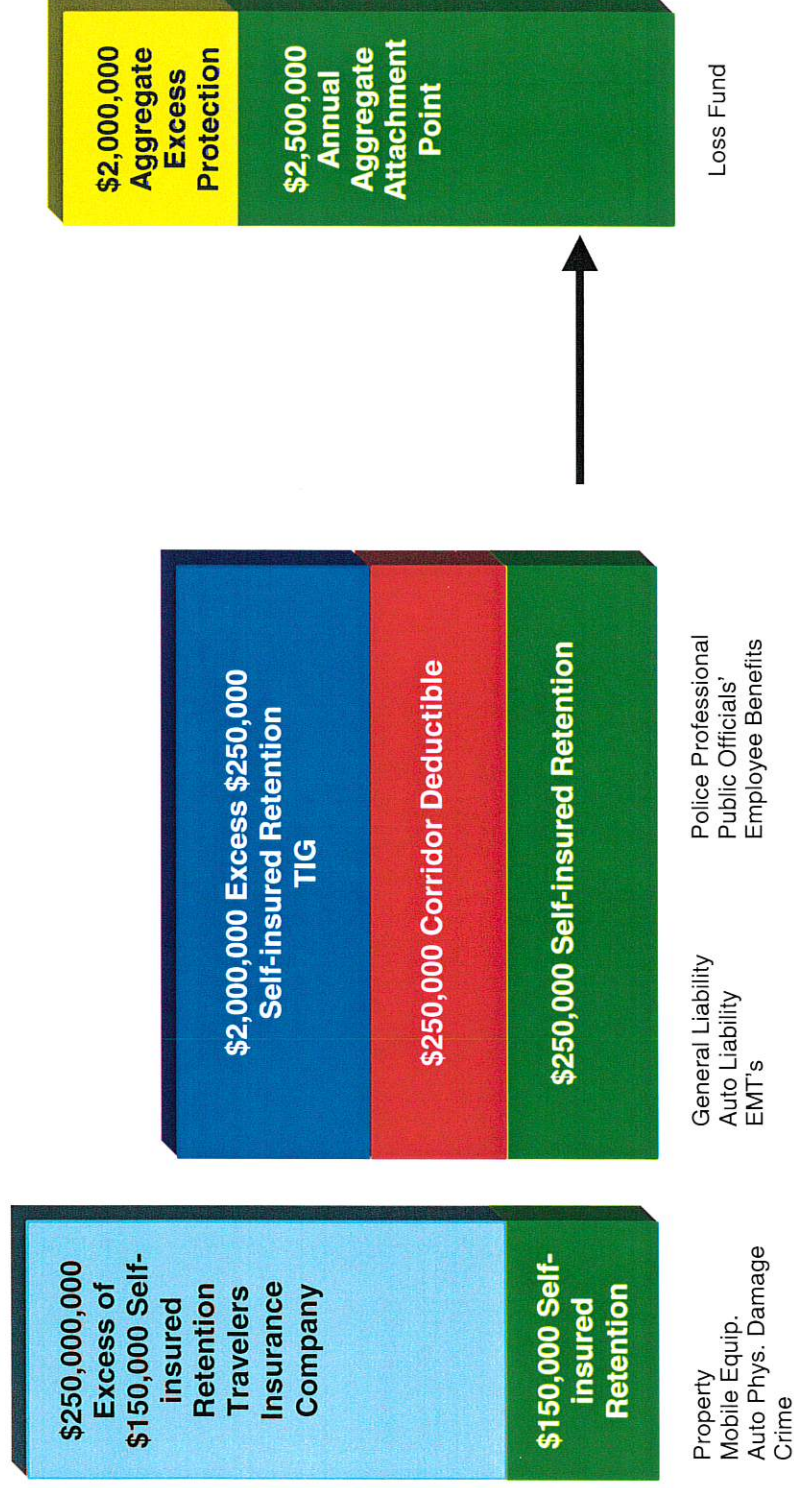 $250,000,000
Excess of
$150,000 Self-
insured
Retention
Travelers
Insurance
Company
$150,000 Self-
insured
Retention
Property
Mobile Equip.
Auto Phys. Damage
Crime
$2,000,000 Excess $250,000
Self-insured Retention
TIG
$250,000 Corridor Deductible
$250,000 Self-insured Retention
General Liability
Auto Liability
EMT's
Police Professional
Public Officials'
Employee Benefits
$2,000,000
Aggregate
Excess
Protection
$2,500,000
Annual
Aggregate
Attachment
Point
Loss Fund